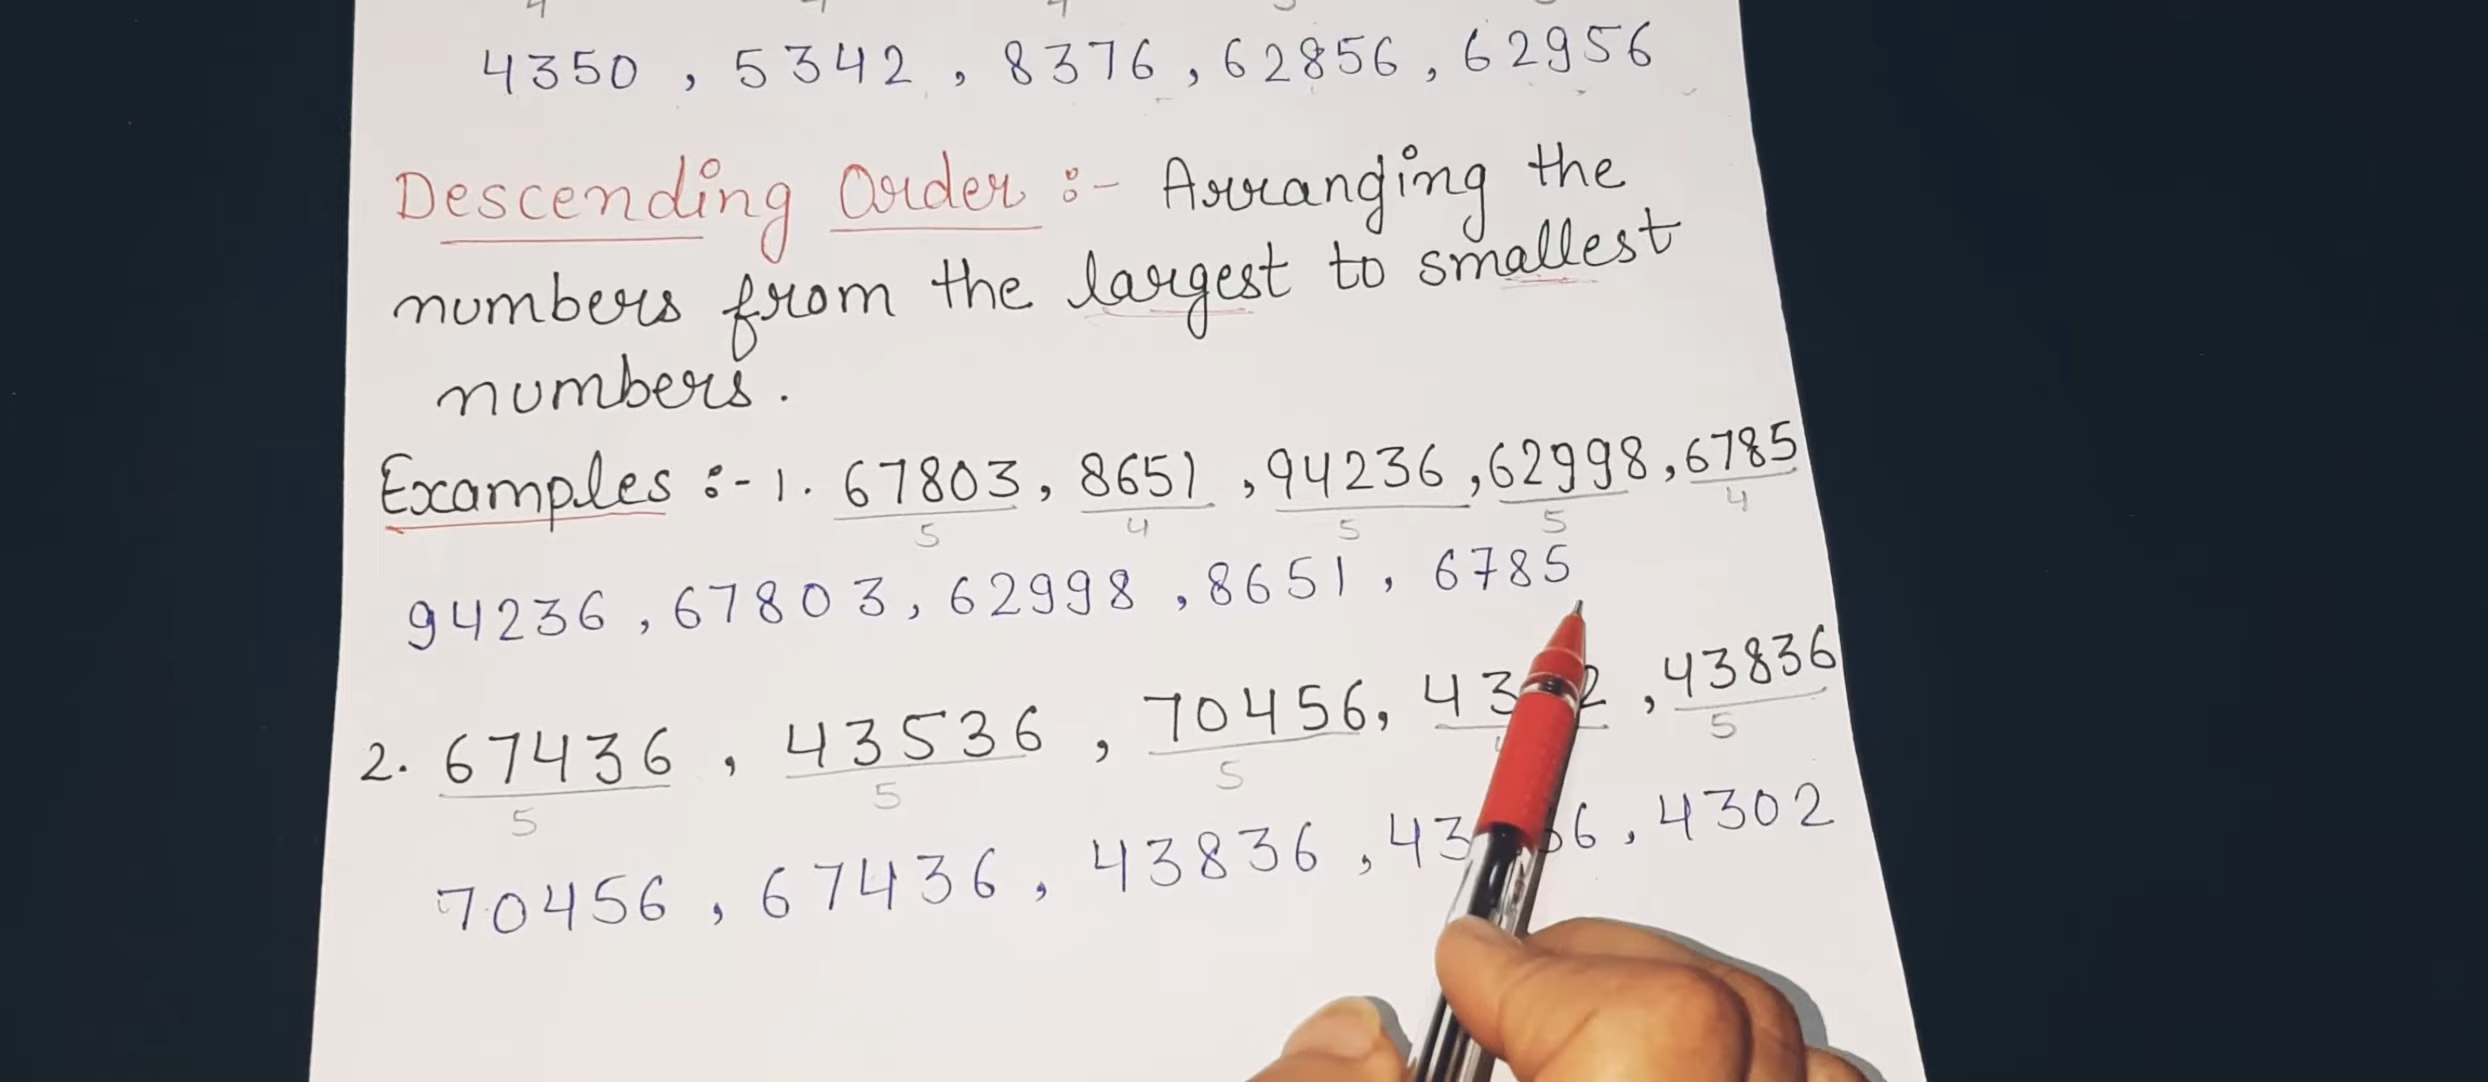 4350 , 5342 , 8376 , 62856 , 62956
Descending Order :- Arranging the
numbers from the largest to smallest
numbers.
Examples :- 1. 67803 , 8651 , 94236 , 62998 , 6785
5 4 5 5 4
94236 , 67803 , 62998 , 8651 , 6785
2. 67436 , 43536 , 70456 , , 43836
5 5 5 5
70456 , 67436 , 43836 , , 4302